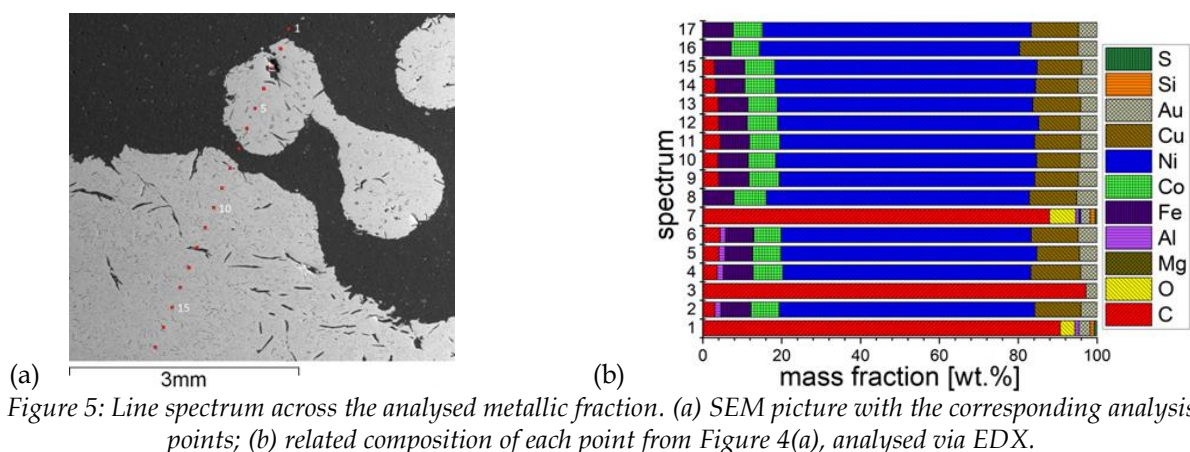 1
5
10
15
3mm
(a)
17
16
15
14
13
12
11
10
9
8
7
6
5
4
3
2
1
spectrum
0 20 40 60 80 100
mass fraction [wt.%]
S
Si
Au
Cu
Ni
Co
Fe
Al
Mg
O
C
(b)
Figure 5: Line spectrum across the analysed metallic fraction. (a) SEM picture with the corresponding analysis
points; (b) related composition of each point from Figure 4(a), analysed via EDX.